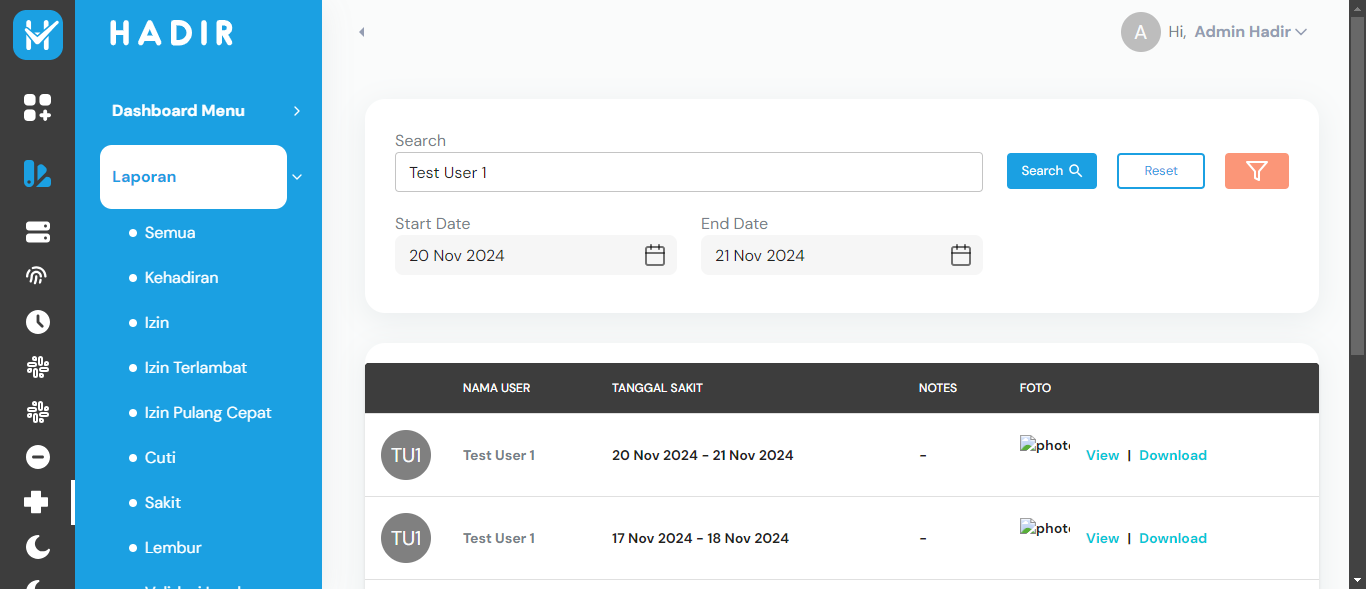 HADIR
Hi, Admin Hadir
A
Dashboard Menu
Laporan
Semua
Kehadiran
Izin
Izin Terlambat
Izin Pulang Cepat
Cuti
Sakit
Lembur
Search
Test User 1
Search
Reset
Start Date
End Date
20 Nov 2024
21 Nov 2024
NAMA USER TANGGAL SAKIT NOTES FOTO
TU1 Test User 1 20 Nov 2024 - 21 Nov 2024 - View | Download
TU1 Test User 1 17 Nov 2024 - 18 Nov 2024 - View | Download